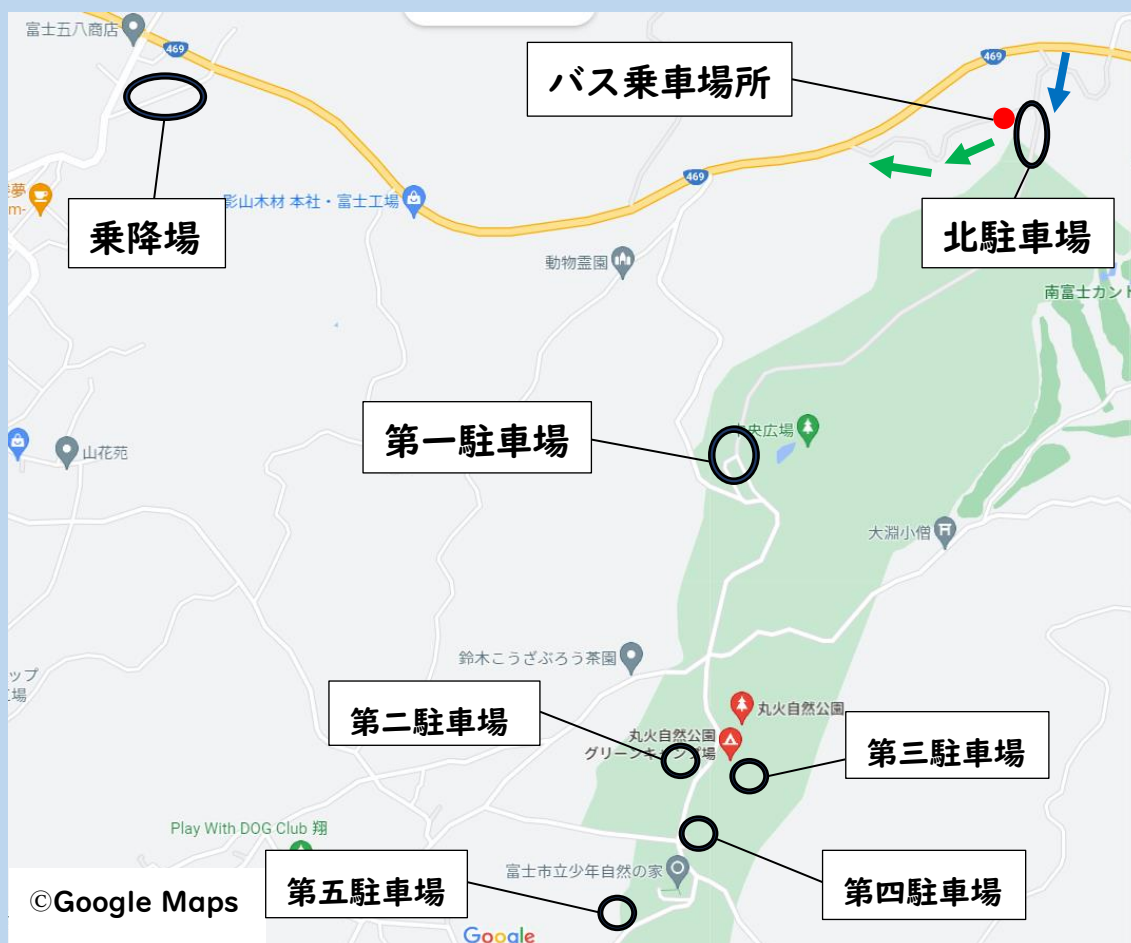 富士五八商店
469
469
バス乗車場所
469
影山木材 本社・富士工場
乗降場
北駐車場
動物霊園
南富士カント
第一駐車場
中央広場
山花苑
大淵小僧
鈴木こうざぶろう茶園
ップ
工場
第二駐車場
丸火自然公園
丸火自然公園
グリーンキャンプ場
第三駐車場
Play With DOG Club 翔
富士市立少年自然の家
第五駐車場
第四駐車場
©Google Maps
Google